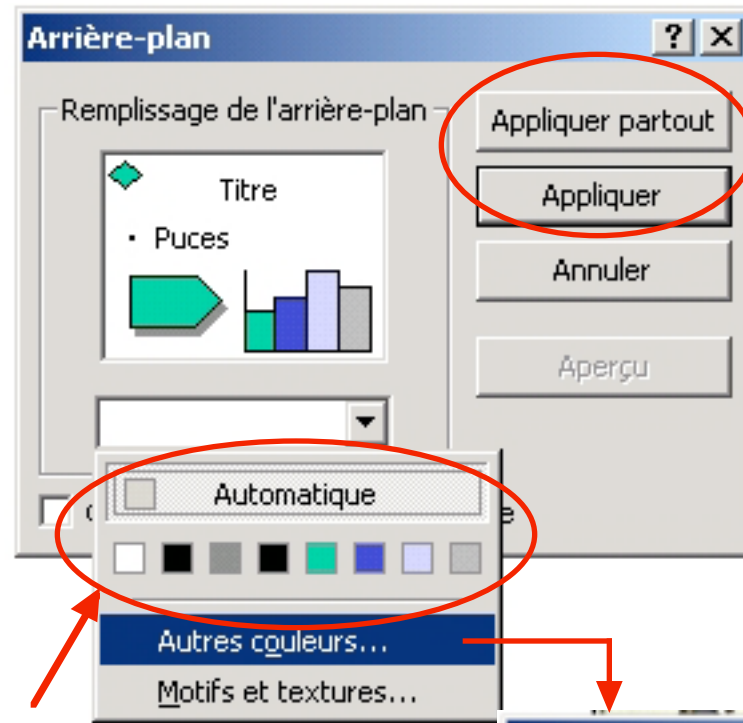 Arrière-plan
Remplissage de l'arrière-plan
Appliquer partout
Titre
Appliquer
• Puces
Annuler
Aperçu
Automatique
Autres couleurs...
Motifs et textures...